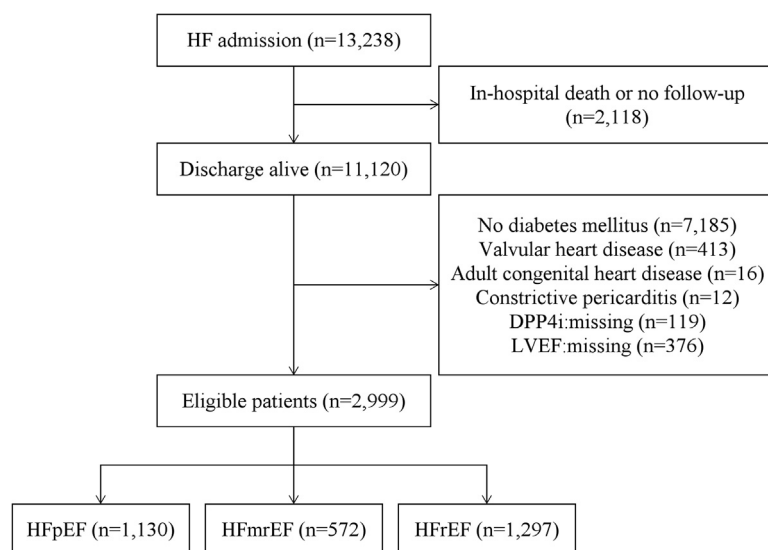 HF admission (n=13,238)
In-hospital death or no follow-up
(n=2,118)
Discharge alive (n=11,120)
No diabetes mellitus (n=7,185)
Valvular heart disease (n=413)
Adult congenital heart disease (n=16)
Constrictive pericarditis (n=12)
DPP4i:missing (n=119)
LVEF:missing (n=376)
Eligible patients (n=2,999)
HFpEF (n=1,130)
HFmrEF (n=572)
HFrEF (n=1,297)